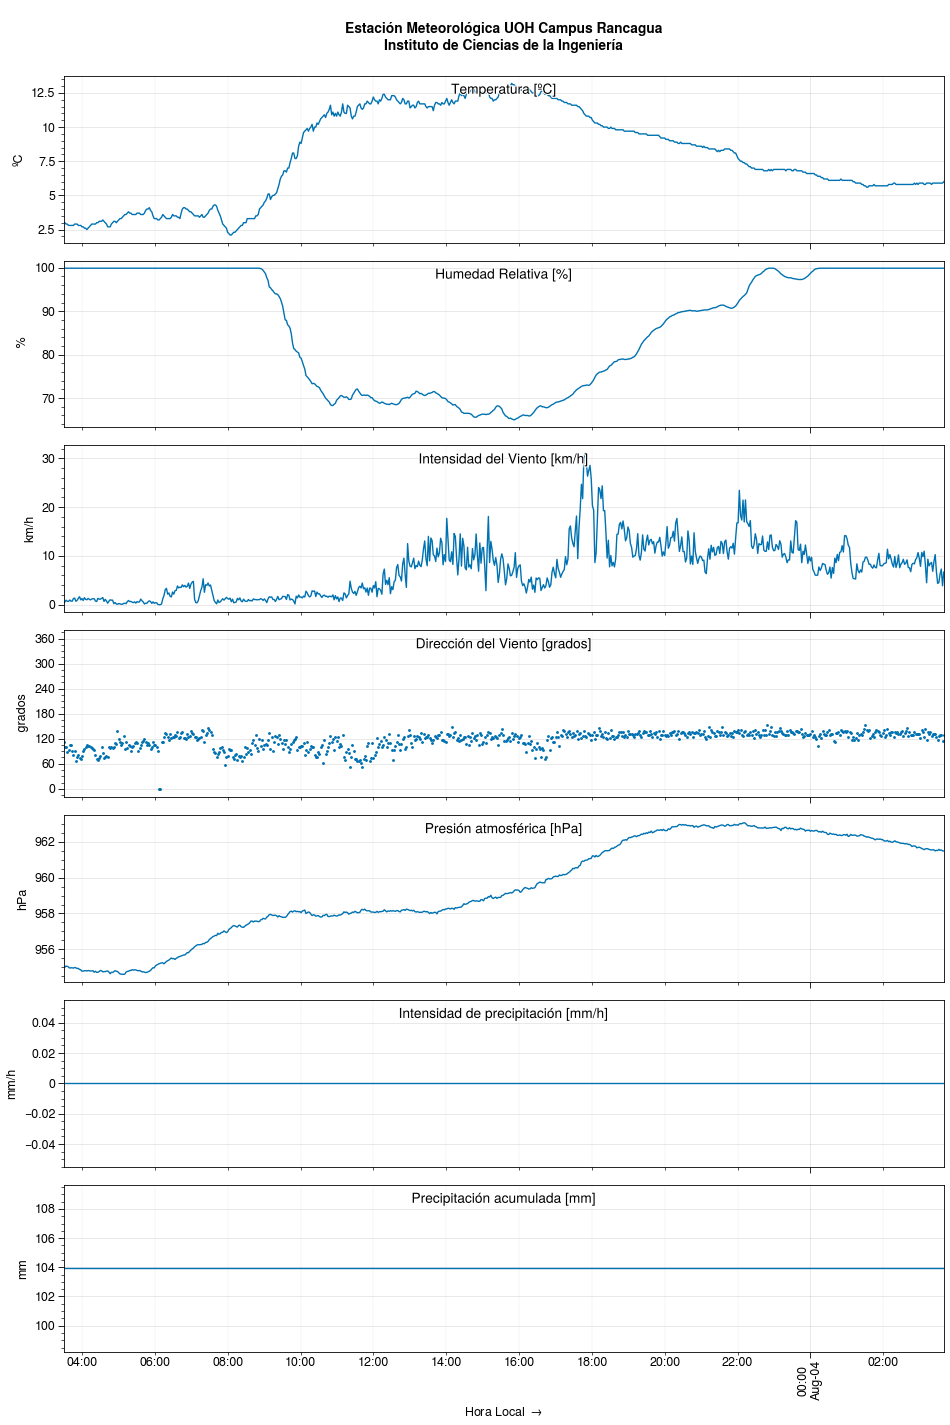 Estación Meteorológica UOH Campus Rancagua
Instituto de Ciencias de la Ingeniería
Temperatura [ºC]
12.5
10
7.5
5
2.5
ºC
Humedad Relativa [%]
100
90
80
70
%
Intensidad del Viento [km/h]
30
20
10
0
km/h
Dirección del Viento [grados]
360
300
240
180
120
60
0
grados
Presión atmosférica [hPa]
962
960
958
956
hPa
Intensidad de precipitación [mm/h]
0.04
0.02
0
−0.02
−0.04
mm/h
Precipitación acumulada [mm]
108
106
104
102
100
mm
04:00 06:00 08:00 10:00 12:00 14:00 16:00 18:00 20:00 22:00 00:00 02:00
Aug-04
Hora Local →